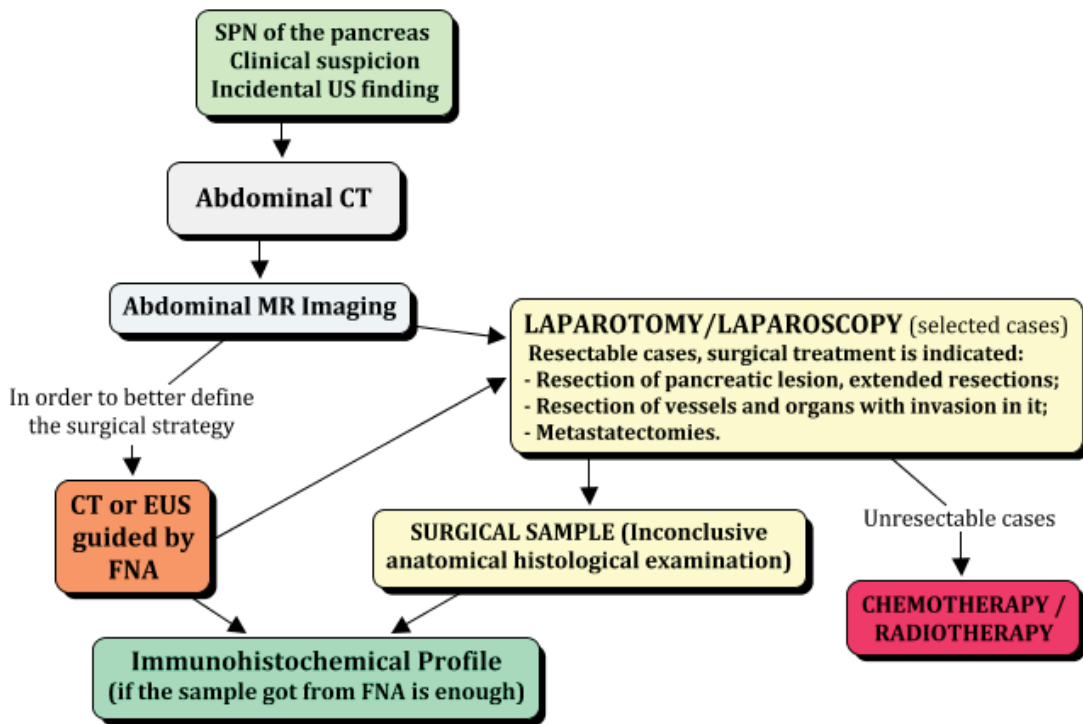 SPN of the pancreas
Clinical suspicion
Incidental US finding
Abdominal CT
Abdominal MR Imaging
In order to better define
the surgical strategy
LAPAROTOMY/LAPAROSCOPY (selected cases)
Resectable cases, surgical treatment is indicated:
- Resection of pancreatic lesion, extended resections;
- Resection of vessels and organs with invasion in it;
- Metastatectomies.
CT or EUS
guided by
FNA
SURGICAL SAMPLE (Inconclusive
anatomical histological examination)
Unresectable cases
CHEMOTHERAPY /
RADIOTHERAPY
Immunohistochemical Profile
(if the sample got from FNA is enough)